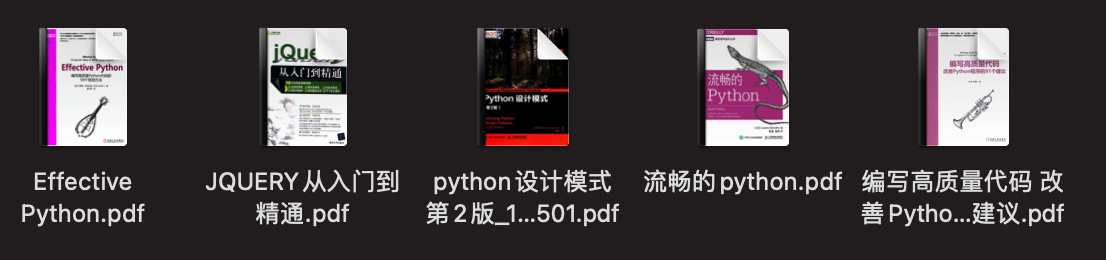 Effective Python
编写高质量Python代码的
59个有效方法
jQuery
从入门到精通
Python 设计模式
（第2版）
O'REILLY
流畅的
Python
编写高质量代码
改善Python程序的91个建议
Effective
Python.pdf
JQUERY从入门到
精通.pdf
python设计模式
第2版_1...501.pdf
流畅的python.pdf
编写高质量代码 改
善Pytho...建议.pdf